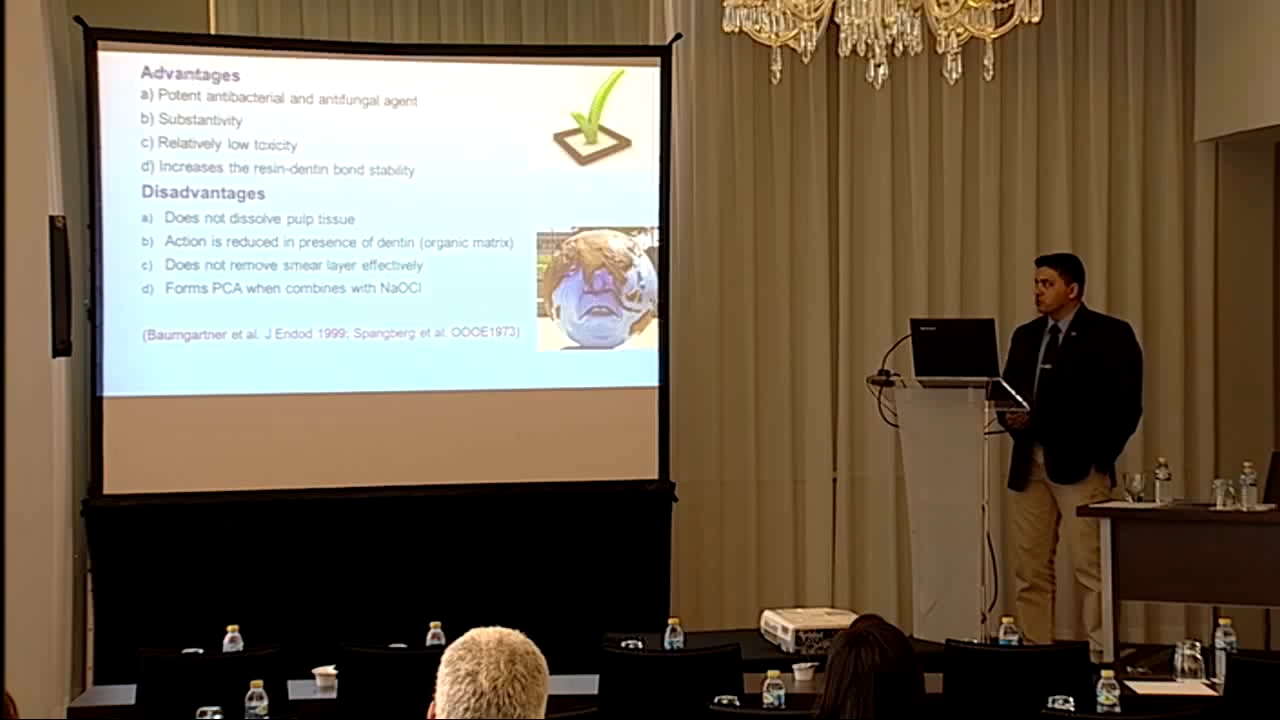 Advantages
a) Potent antibacterial and antifungal agent
b) Substantivity
c) Relatively low toxicity
d) Increases the resin-dentin bond stability
Disadvantages
a) Does not dissolve pulp tissue
b) Action is reduced in presence of dentin (organic matrix)
c) Does not remove smear layer effectively
d) Forms PCA when combines with NaOCl
(Baumgartner et al. J Endod 1999; Spangberg et al. OOOE1973)